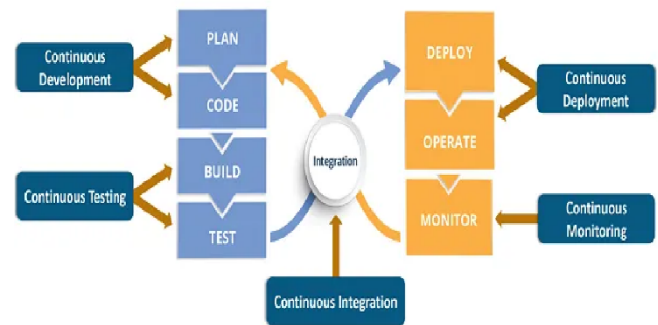 Continuous
Development
Continuous Testing
PLAN
CODE
BUILD
TEST
Integration
Continuous Integration
DEPLOY
OPERATE
MONITOR
Continuous
Deployment
Continuous
Monitoring